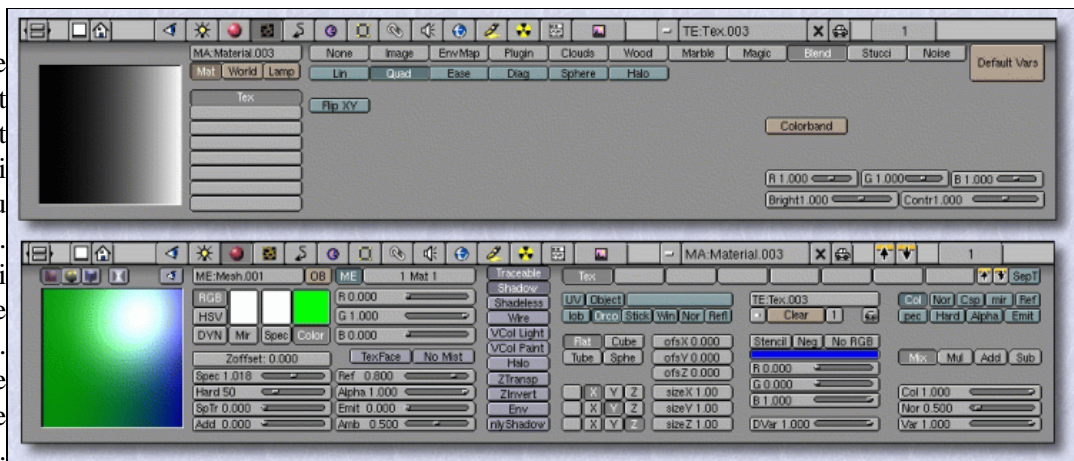 TE:Tex.003 1
MA:Material.003 None Image EnvMap Plugin Clouds Wood Marble Magic Blend Stucci Noise Default Vars
Mat World Lamp Lin Quad Ease Diag Sphere Halo
Tex
Flip XY
Colorband
R 1.000 G 1.000 B 1.000
Bright1.000 Contr1.000
MA:Material.003 1
ME:Mesh.001 OB ME 1 Mat 1 Traceable Tex SepT
RGB R 0.000 Shadow UV Object TE:Tex.003 Col Nor Csp mir Ref
HSV G 1.000 Shadeless lob Orco Stick Win Nor Refl Clear 1 pec Hard Alpha Emit
DYN Mir Spec Color B 0.000 Wire Flat Cube ofsX 0.000 Stencil Neg No RGB
Zoffset: 0.000 TexFace No Mist VCol Light Tube Sphe ofsY 0.000 Mix Mul Add Sub
Spec 1.018 Ref 0.800 VCol Paint ofsZ 0.000 R 0.000
Hard 50 Alpha 1.000 Halo X Y Z sizeX 1.00 G 0.000 Col 1.000
SpTr 0.000 Emit 0.000 ZTransp X Y Z sizeY 1.00 B 1.000 Nor 0.500
Add 0.000 Amb 0.500 ZInvert X Y Z sizeZ 1.00 DVar 1.000 Var 1.000
Env
nlyShadow